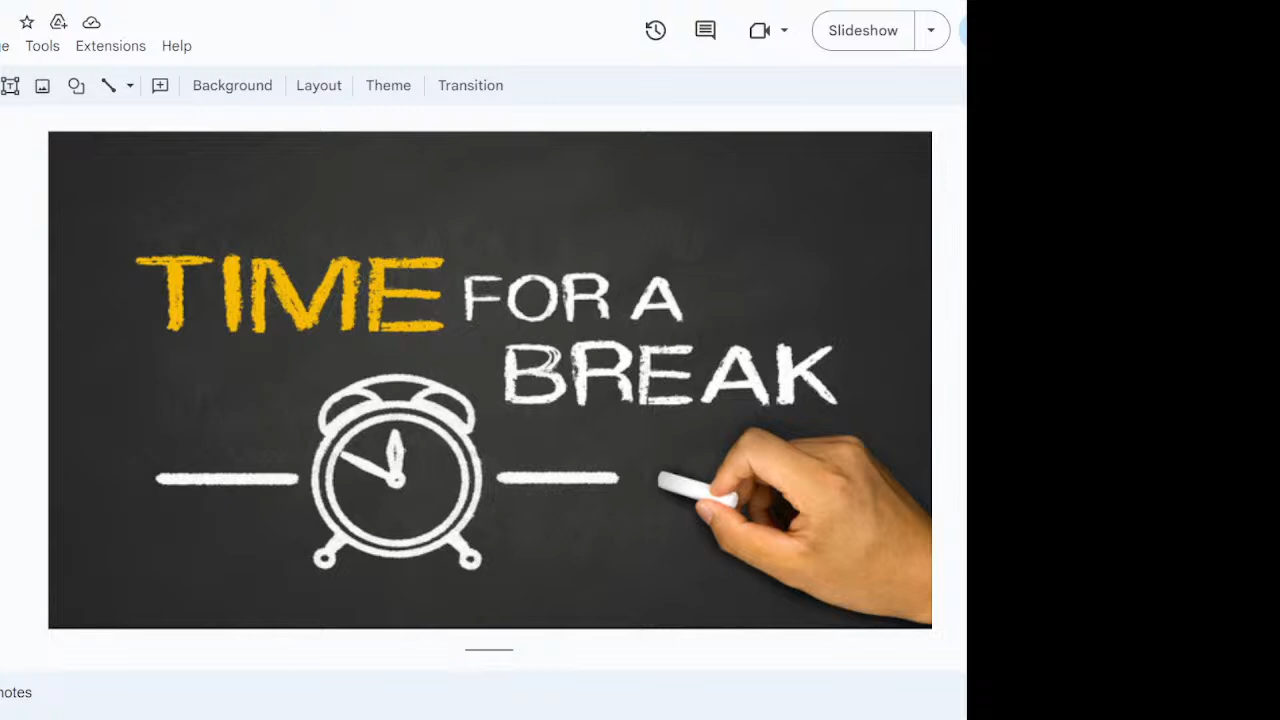 Tools Extensions Help
Slideshow
Background Layout Theme Transition
TIME FOR A
BREAK
notes